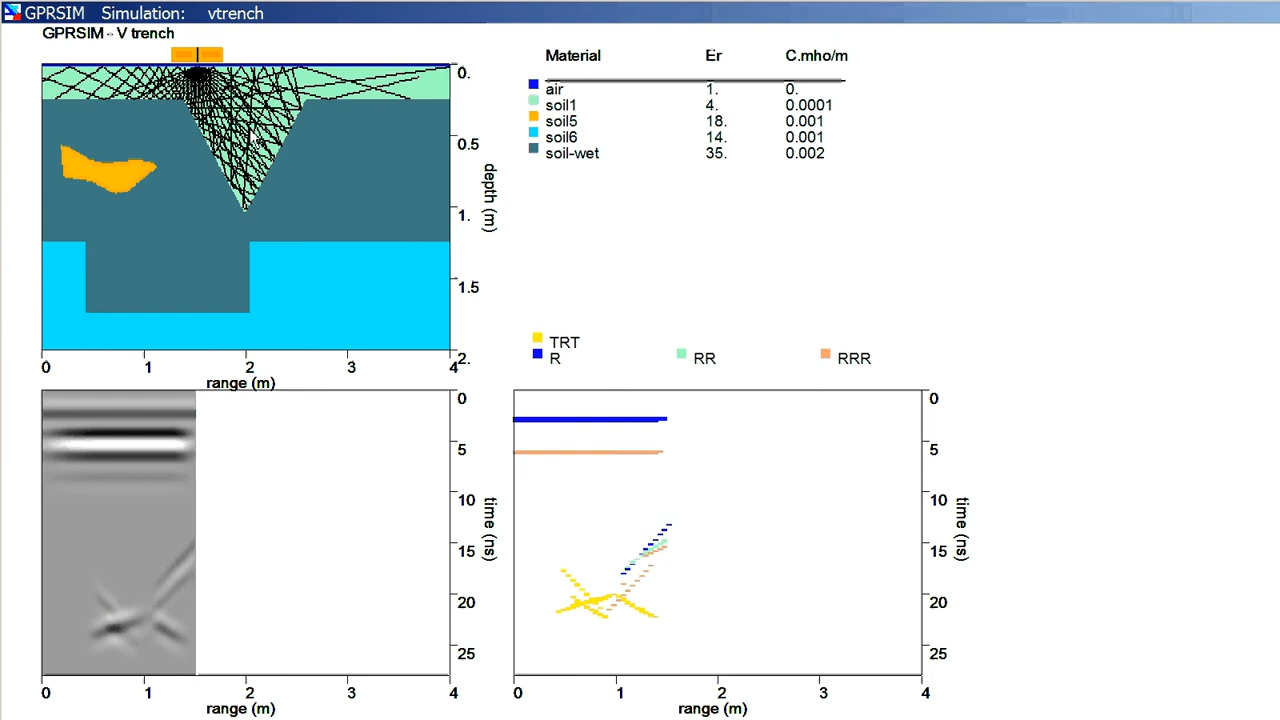 GPRSIM Simulation: vtrench
GPRSIM - V trench
0.
0.5
1.
1.5
2.
depth (m)
0 1 2 3 4
range (m)
Material Er C.mho/m
air 1. 0.
soil1 4. 0.0001
soil5 18. 0.001
soil6 14. 0.001
soil-wet 35. 0.002
TRT
R RR RRR
0
5
10
15
20
25
time (ns)
0 1 2 3 4
range (m)
0
5
10
15
20
25
time (ns)
0 1 2 3 4
range (m)